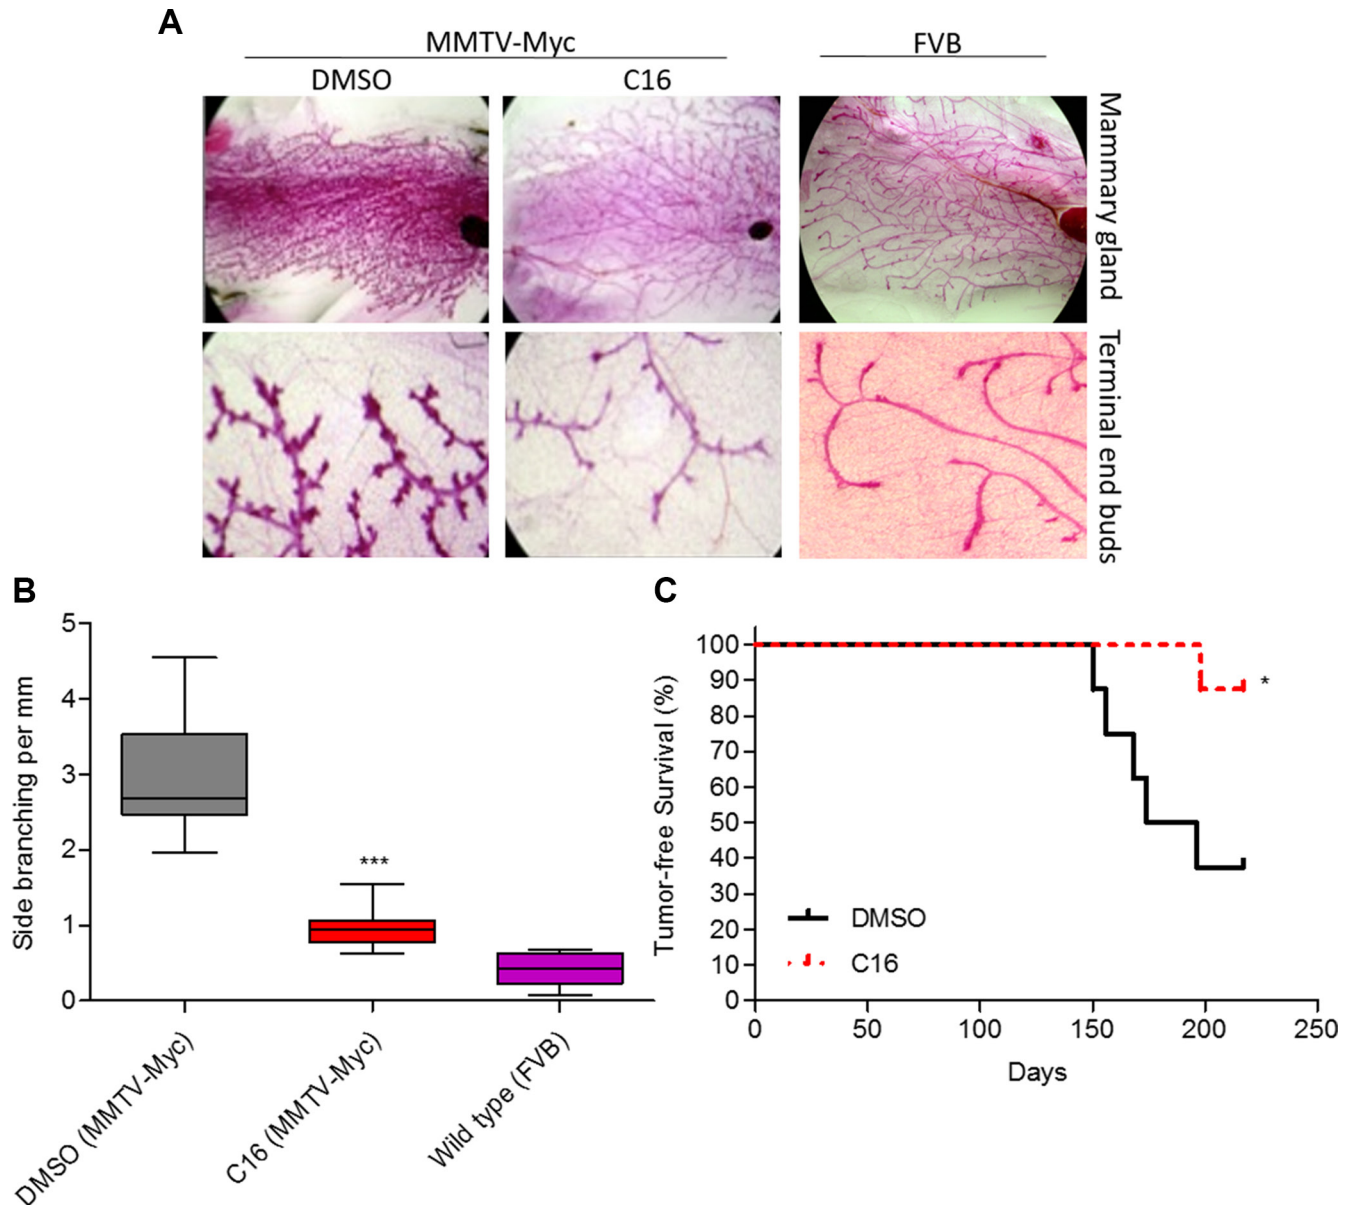 A
MMTV-Myc
FVB
DMSO
C16
Mammary gland
Terminal end buds
B
Side branching per mm
5
4
3
2
1
0
***
DMSO (MMTV-Myc)
C16 (MMTV-Myc)
Wild type (FVB)
C
Tumor-free Survival (%)
100
90
80
70
60
50
40
30
20
10
0
*
DMSO
C16
0 50 100 150 200 250
Days